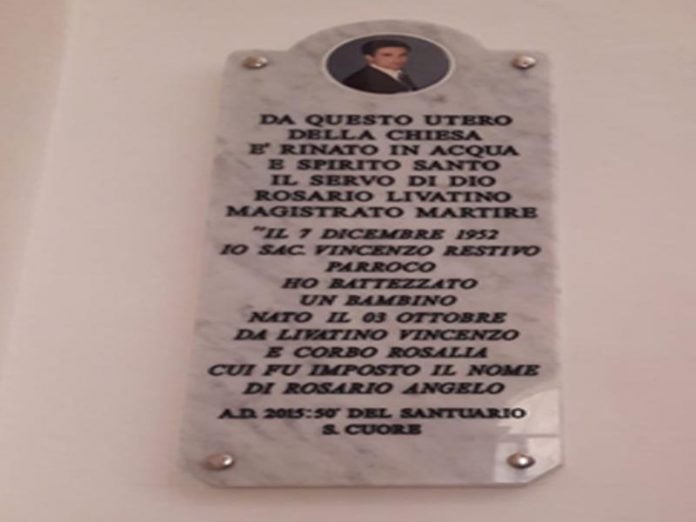 DA QUESTO UTERO
DELLA CHIESA
E' RINATO IN ACQUA
E SPIRITO SANTO
IL SERVO DI DIO
ROSARIO LIVATINO
MAGISTRATO MARTIRE
"IL 7 DICEMBRE 1952
IO SAC. VINCENZO RESTIVO
PARROCO
HO BATTEZZATO
UN BAMBINO
NATO IL 03 OTTOBRE
DA LIVATINO VINCENZO
E CORBO ROSALIA
CUI FU IMPOSTO IL NOME
DI ROSARIO ANGELO
A.D. 2015:50° DEL SANTUARIO
S. CUORE